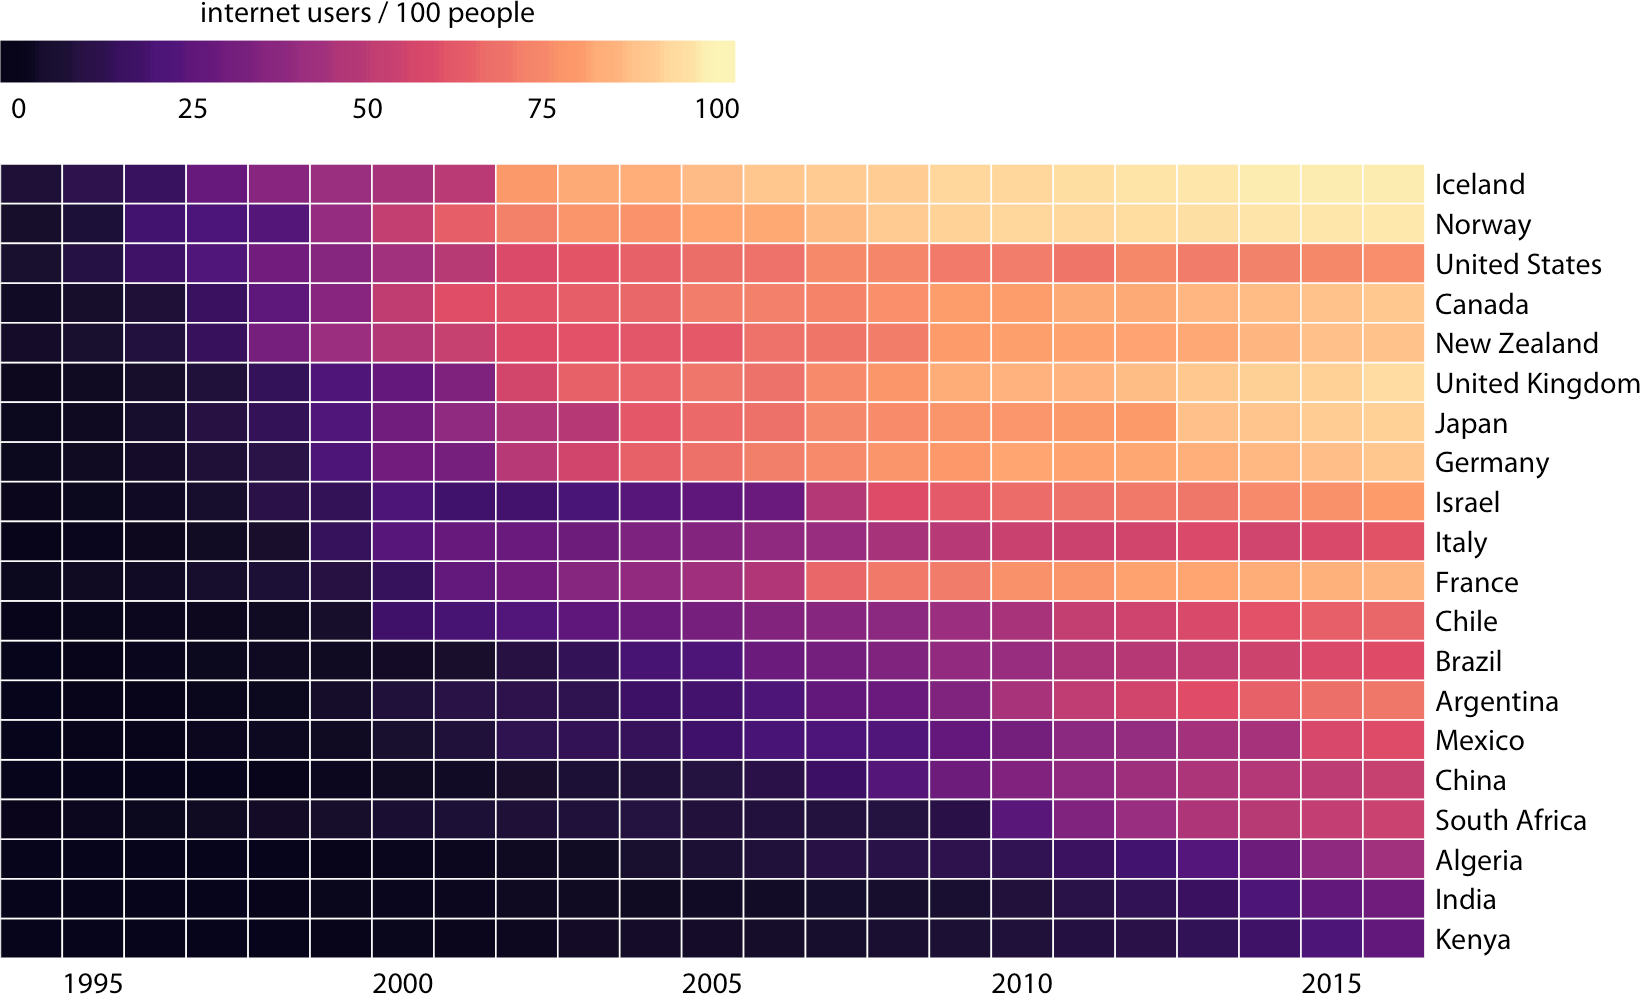 internet users / 100 people
0 25 50 75 100
Iceland
Norway
United States
Canada
New Zealand
United Kingdom
Japan
Germany
Israel
Italy
France
Chile
Brazil
Argentina
Mexico
China
South Africa
Algeria
India
Kenya
1995 2000 2005 2010 2015